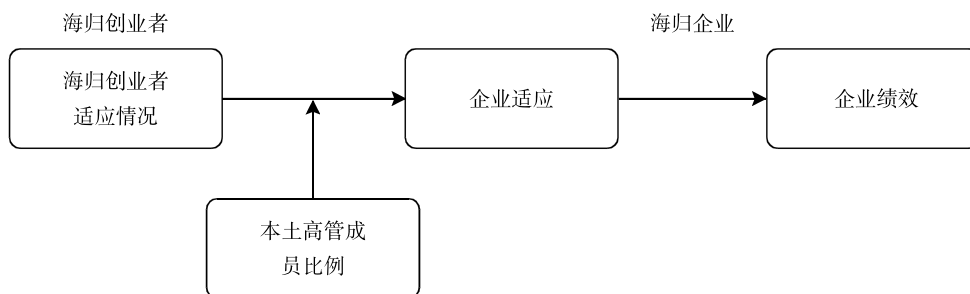 海归创业者
海归企业
海归创业者
适应情况
企业适应
企业绩效
本土高管成
员比例